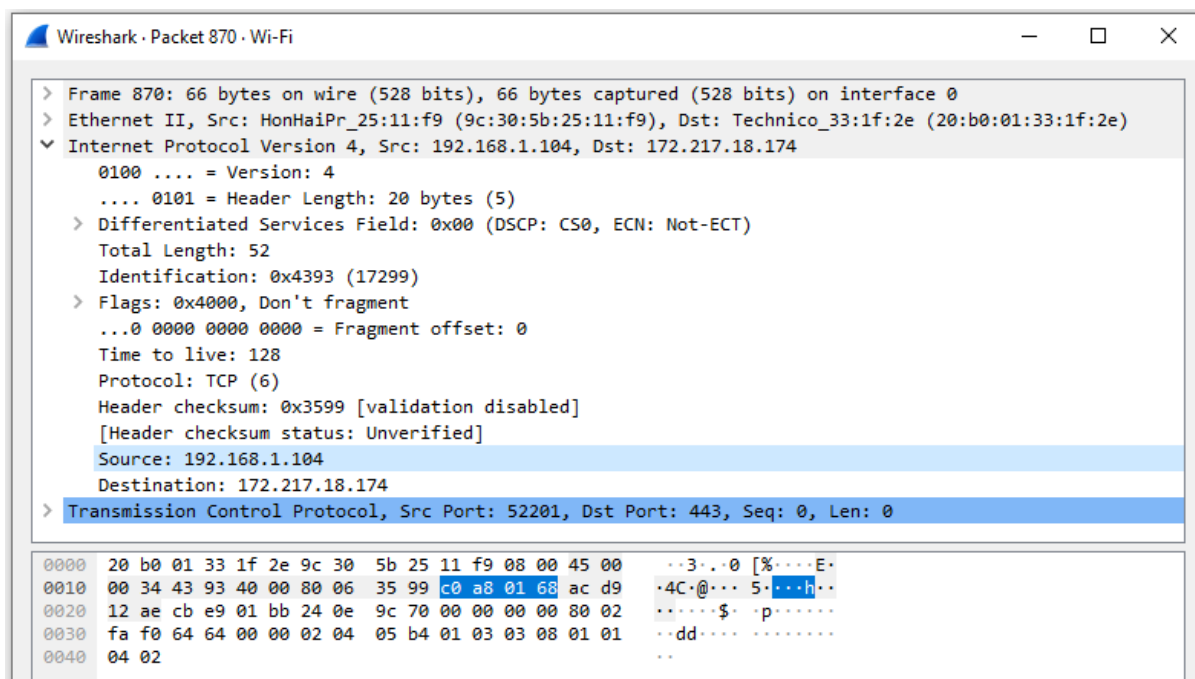 Wireshark · Packet 870 · Wi-Fi
Frame 870: 66 bytes on wire (528 bits), 66 bytes captured (528 bits) on interface 0
Ethernet II, Src: HonHaiPr_25:11:f9 (9c:30:5b:25:11:f9), Dst: Technico_33:1f:2e (20:b0:01:33:1f:2e)
Internet Protocol Version 4, Src: 192.168.1.104, Dst: 172.217.18.174
0100 .... = Version: 4
.... 0101 = Header Length: 20 bytes (5)
Differentiated Services Field: 0x00 (DSCP: CS0, ECN: Not-ECT)
Total Length: 52
Identification: 0x4393 (17299)
Flags: 0x4000, Don't fragment
...0 0000 0000 0000 = Fragment offset: 0
Time to live: 128
Protocol: TCP (6)
Header checksum: 0x3599 [validation disabled]
[Header checksum status: Unverified]
Source: 192.168.1.104
Destination: 172.217.18.174
Transmission Control Protocol, Src Port: 52201, Dst Port: 443, Seq: 0, Len: 0
0000 20 b0 01 33 1f 2e 9c 30 5b 25 11 f9 08 00 45 00 ··3·.·0 [%····E·
0010 00 34 43 93 40 00 80 06 35 99 c0 a8 01 68 ac d9 ·4C·@··· 5····h··
0020 12 ae cb e9 01 bb 24 0e 9c 70 00 00 00 00 80 02 ······$· ·p······
0030 fa f0 64 64 00 00 02 04 05 b4 01 03 03 08 01 01 ··dd···· ········
0040 04 02 ··